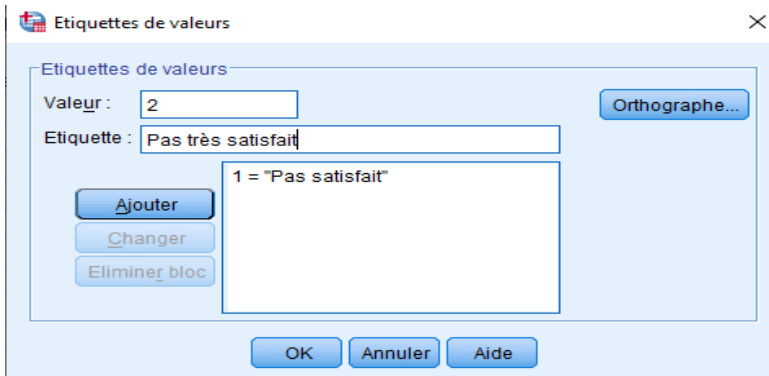 Etiquettes de valeurs
Etiquettes de valeurs
Valeur : 2
Orthographe...
Etiquette : Pas très satisfait
1 = "Pas satisfait"
Ajouter
Changer
Eliminer bloc
OK Annuler Aide